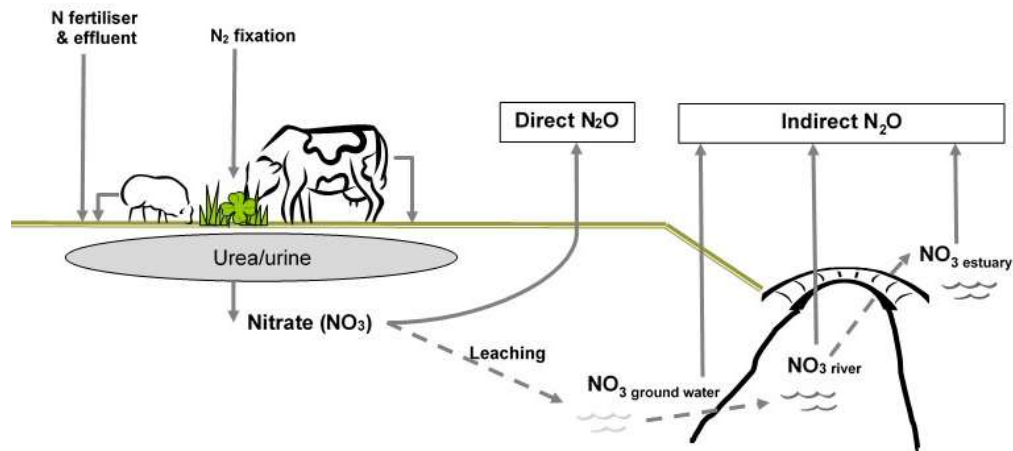 N fertiliser
& effluent
N₂ fixation
Direct N₂O
Indirect N₂O
Urea/urine
Nitrate (NO₃)
Leaching
NO₃ ground water
NO₃ river
NO₃ estuary